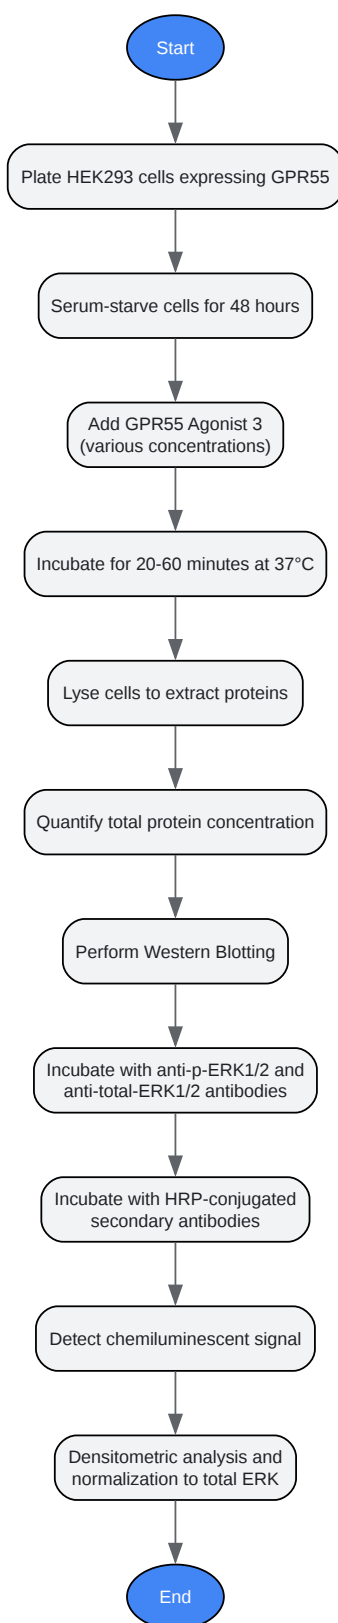 Start
Plate HEK293 cells expressing GPR55
Serum-starve cells for 48 hours
Add GPR55 Agonist 3
(various concentrations)
Incubate for 20-60 minutes at 37°C
Lyse cells to extract proteins
Quantify total protein concentration
Perform Western Blotting
Incubate with anti-p-ERK1/2 and
anti-total-ERK1/2 antibodies
Incubate with HRP-conjugated
secondary antibodies
Detect chemiluminescent signal
Densitometric analysis and
normalization to total ERK
End